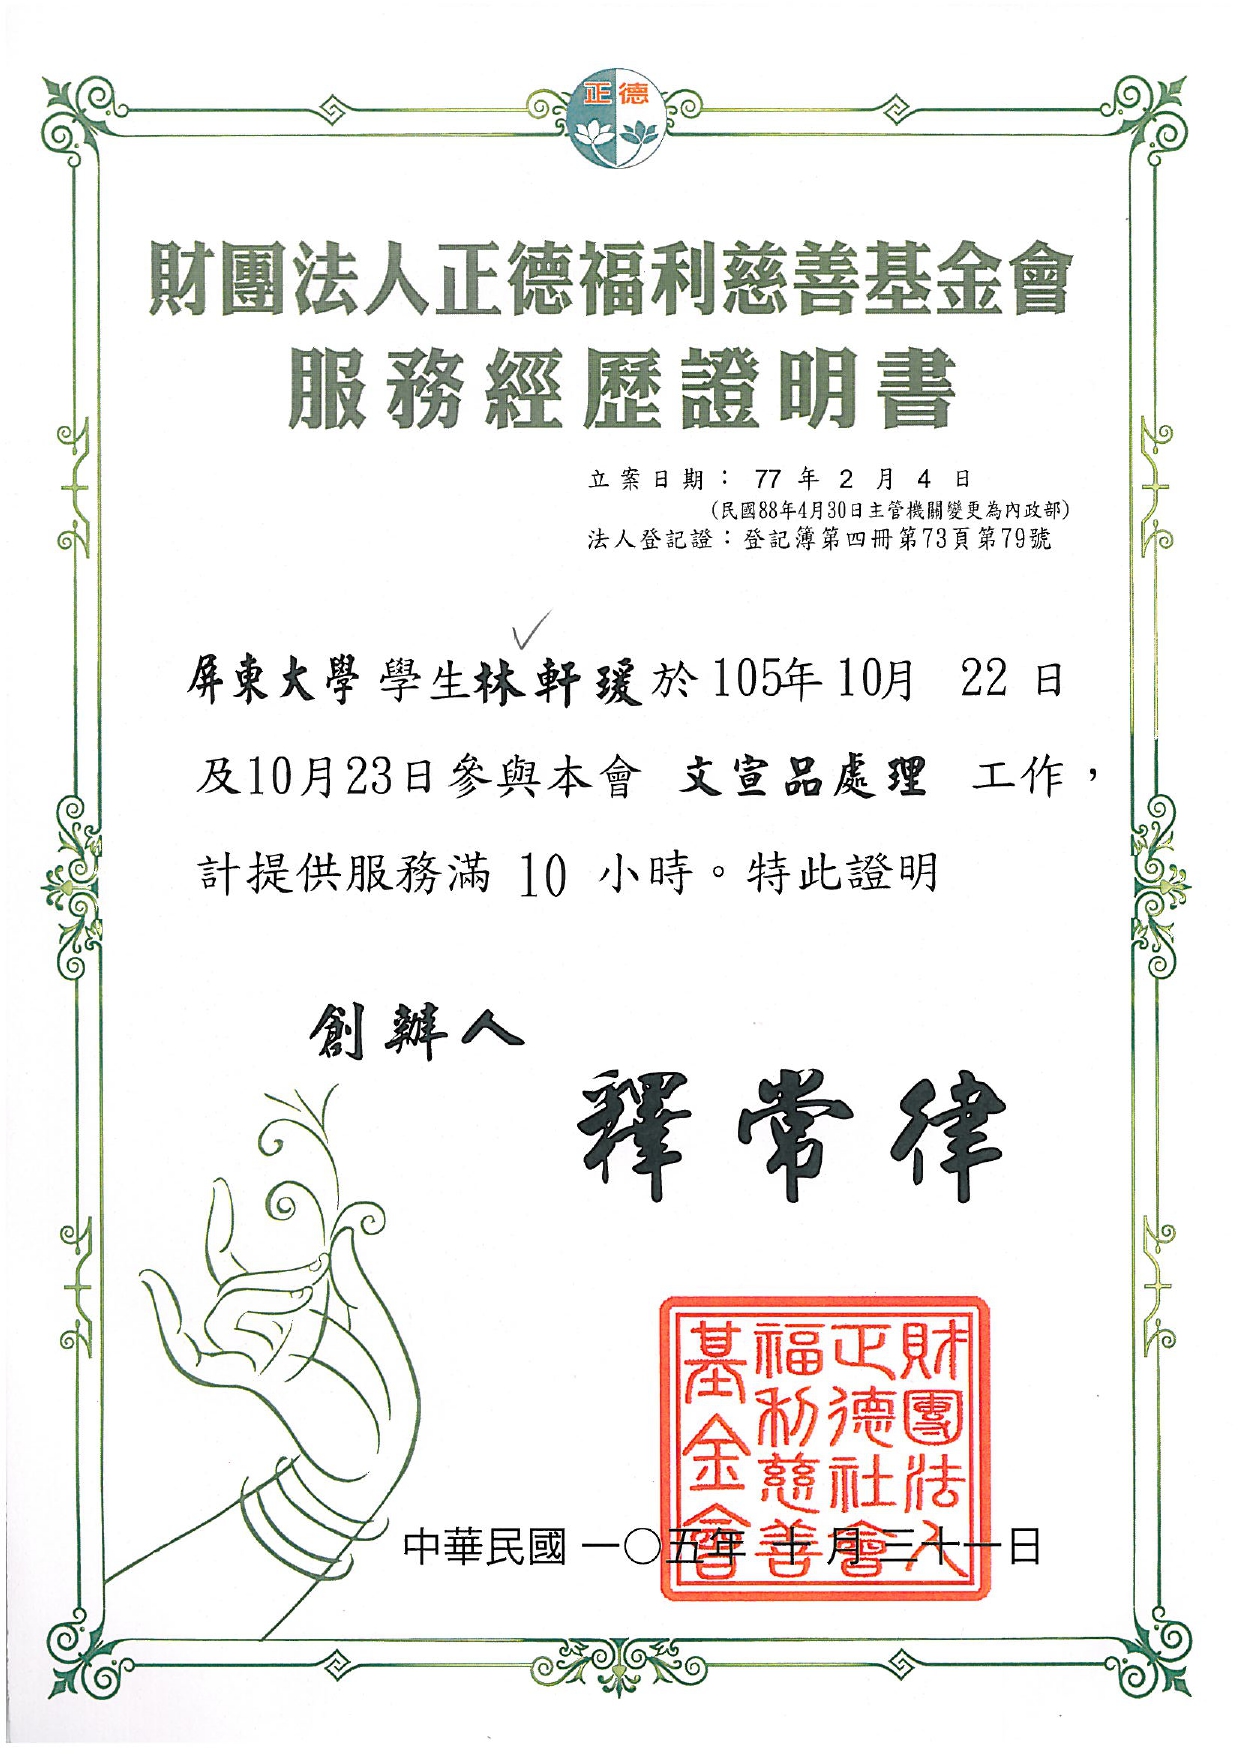 正德
財團法人正德福利慈善基金會
服務經歷證明書
立案日期：77年2月4日
(民國88年4月30日主管機關變更為內政部)
法人登記證：登記簿第四冊第73頁第79號
屏東大學 學生林軒瑗於105年10月 22 日
及10月23日參與本會 文宣品處理 工作，
計提供服務滿 10 小時。特此證明
創辦人
釋常律
財團法人
正德社會
福利慈善
基金會
中華民國一○五年十月三十一日